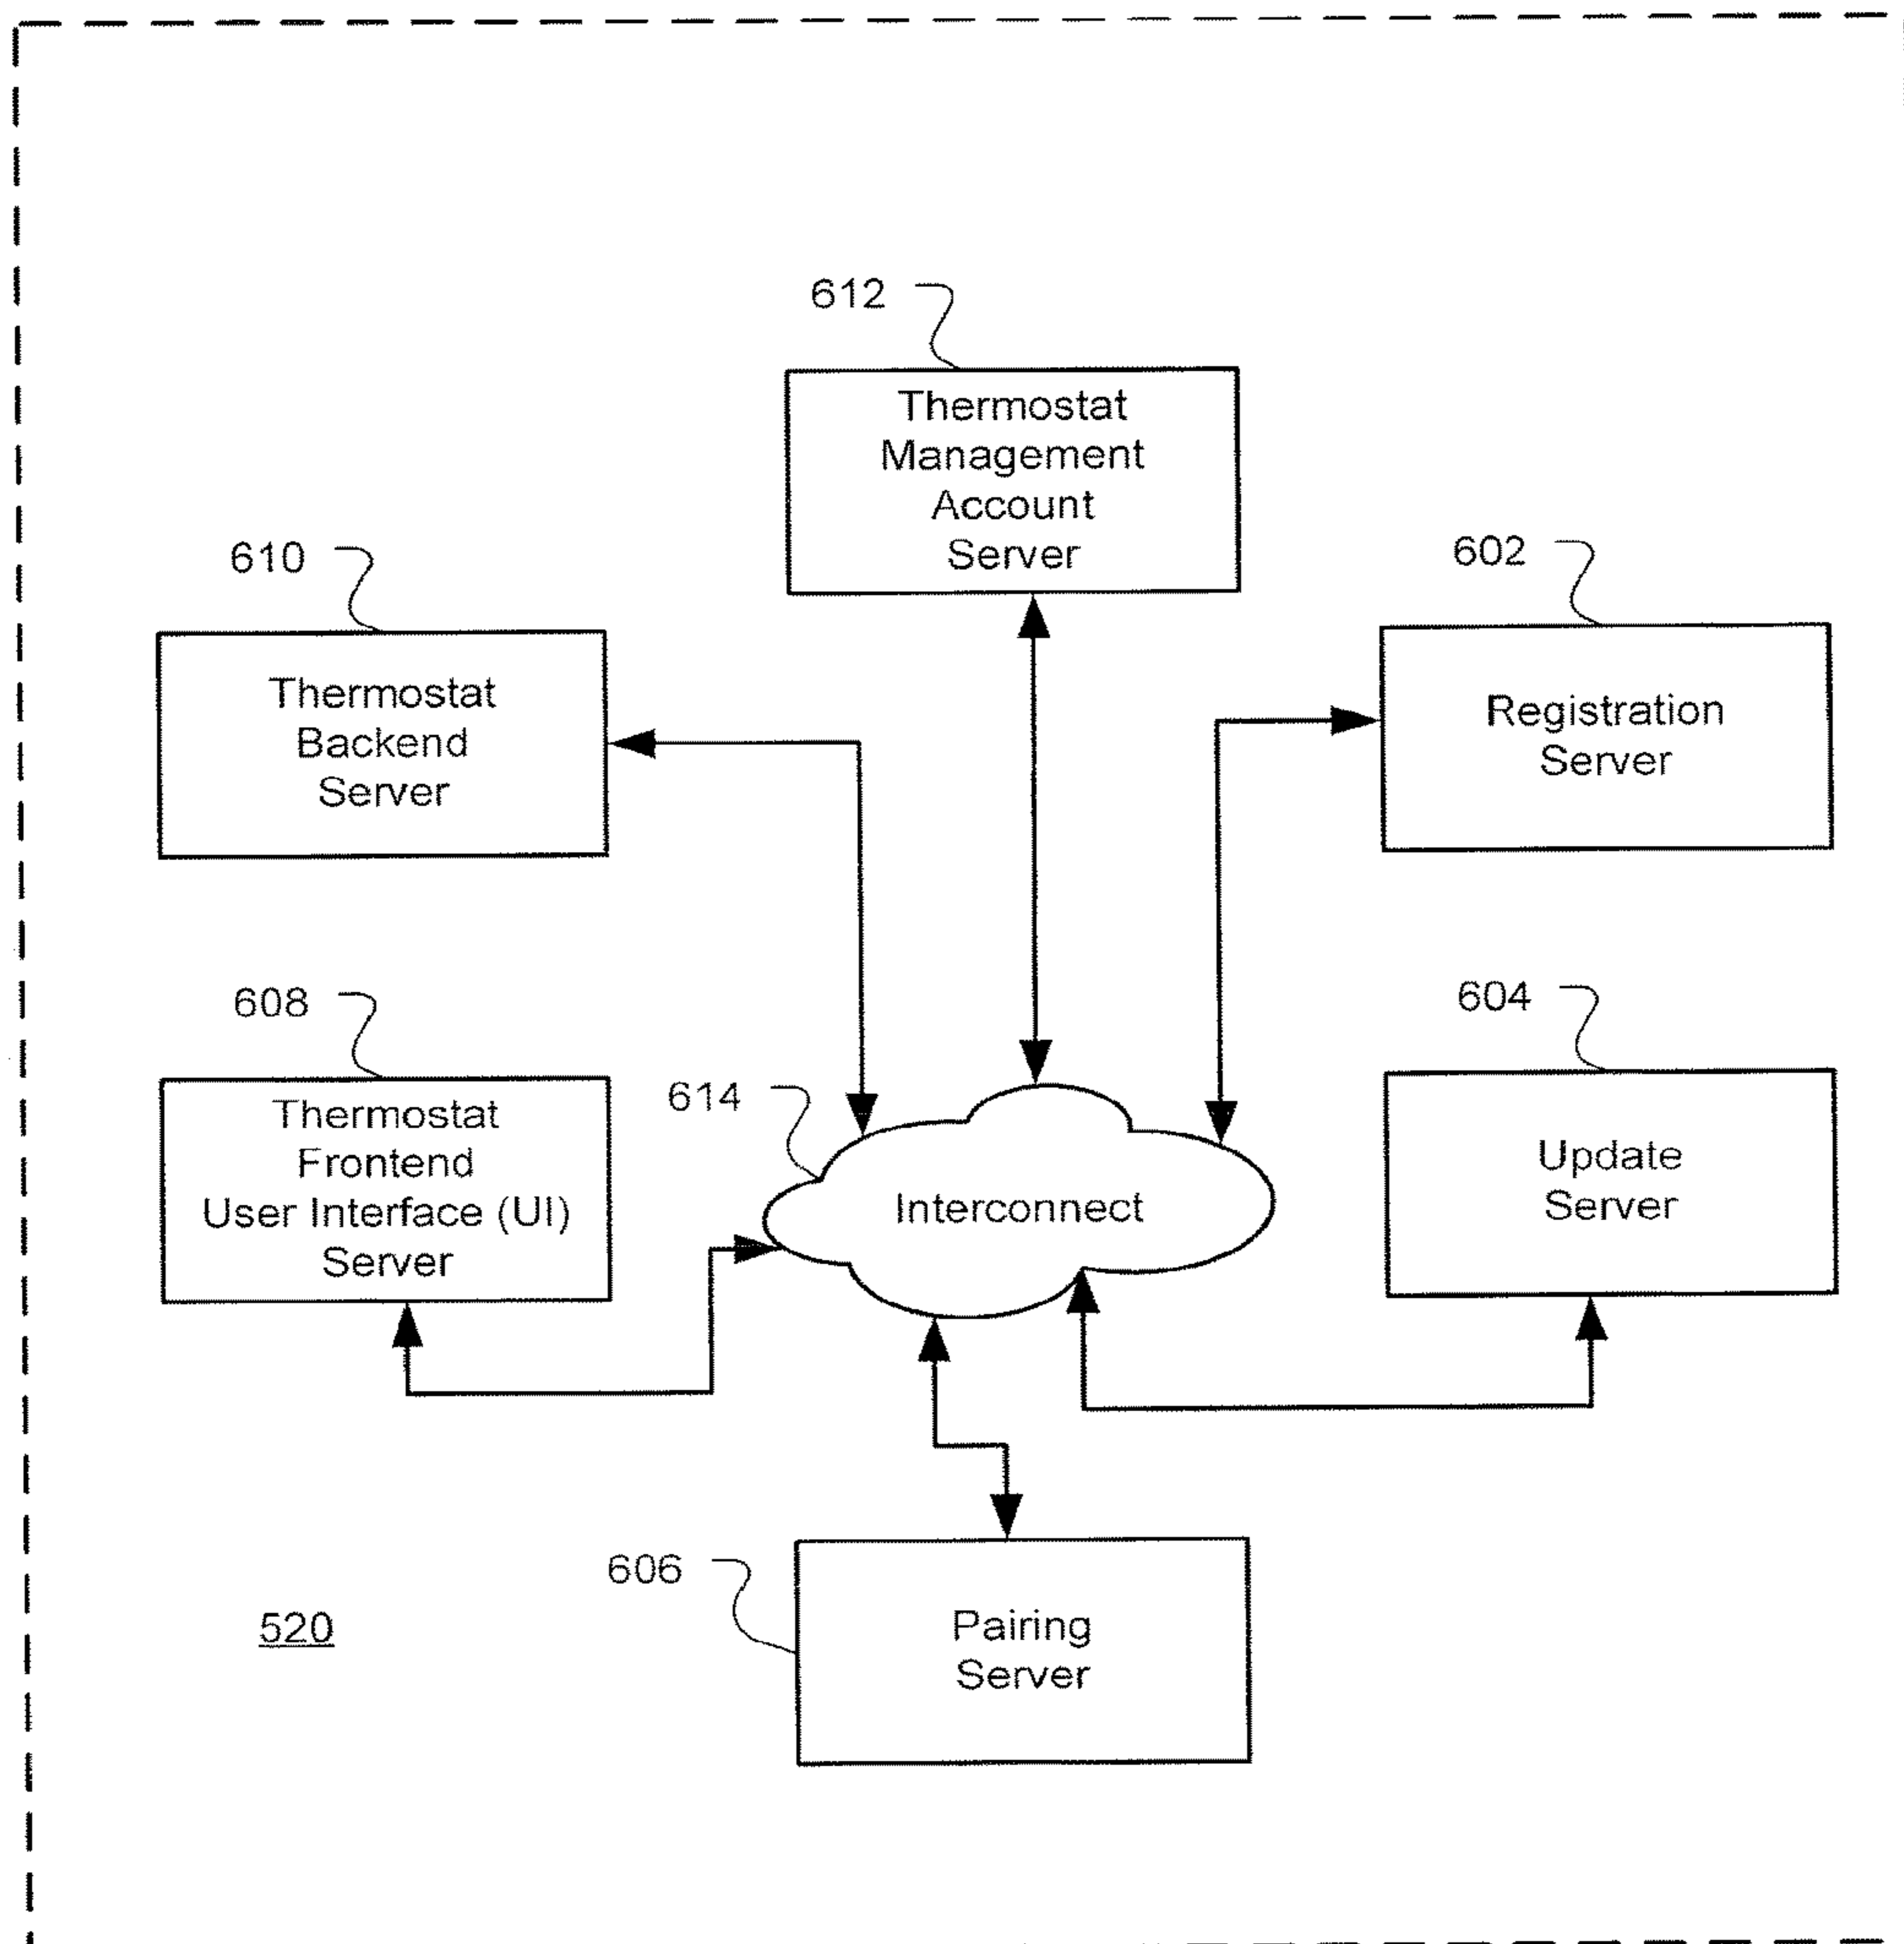 612
Thermostat
Management
Account
Server
610
Thermostat
Backend
Server
602
Registration
Server
608
Thermostat
Frontend
User Interface (UI)
Server
614
Interconnect
604
Update
Server
606
Pairing
Server
520